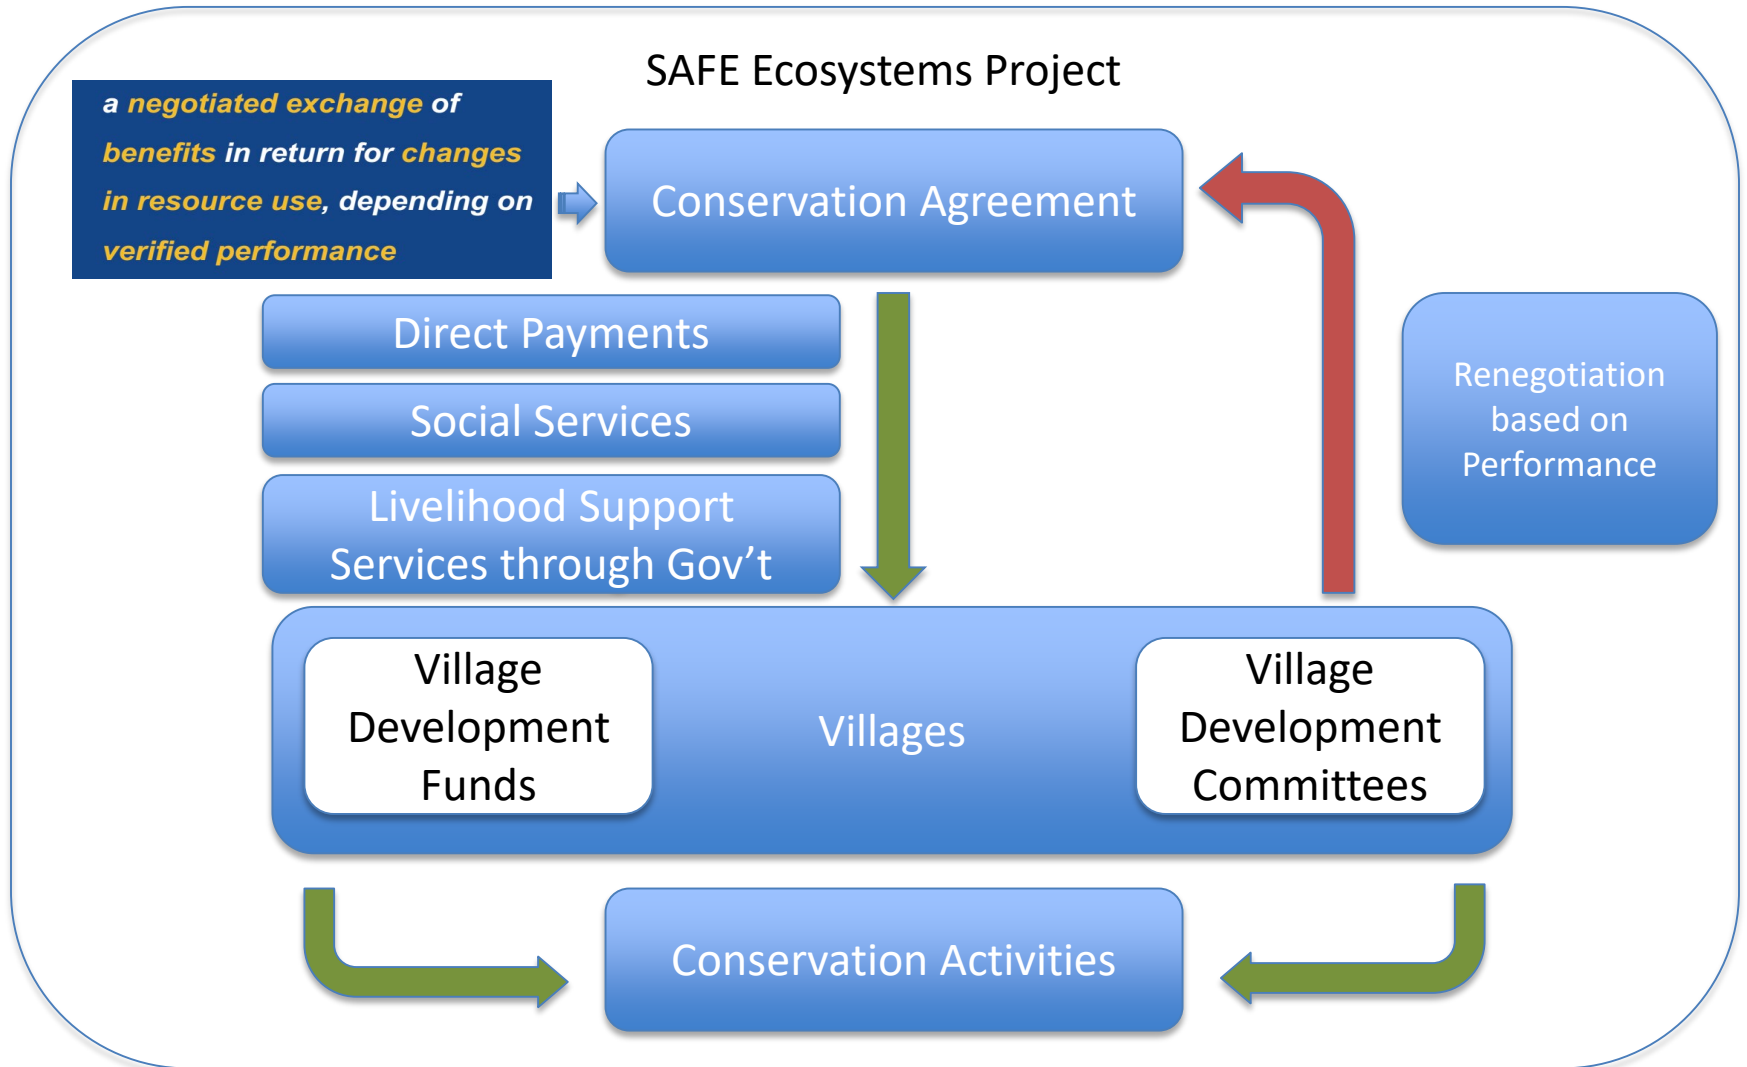 SAFE Ecosystems Project
a negotiated exchange of
benefits in return for changes
in resource use, depending on
verified performance
Conservation Agreement
Direct Payments
Social Services
Livelihood Support
Services through Gov’t
Renegotiation
based on
Performance
Village
Development
Funds
Villages
Village
Development
Committees
Conservation Activities